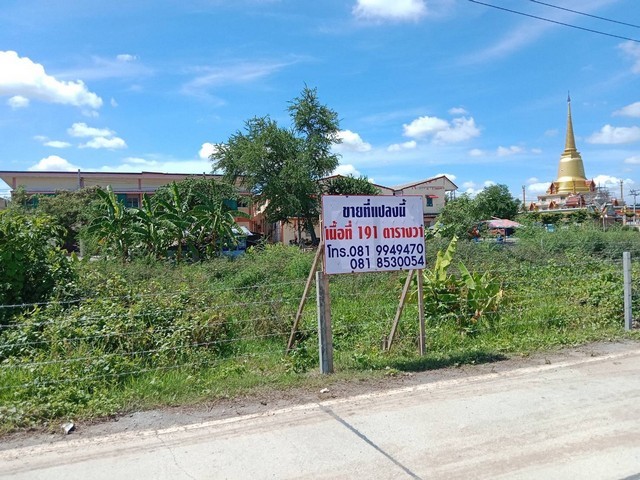 ขายที่แปลงนี้
เนื้อที่ 191 ตารางวา
โทร.081 9949470
081 8530054